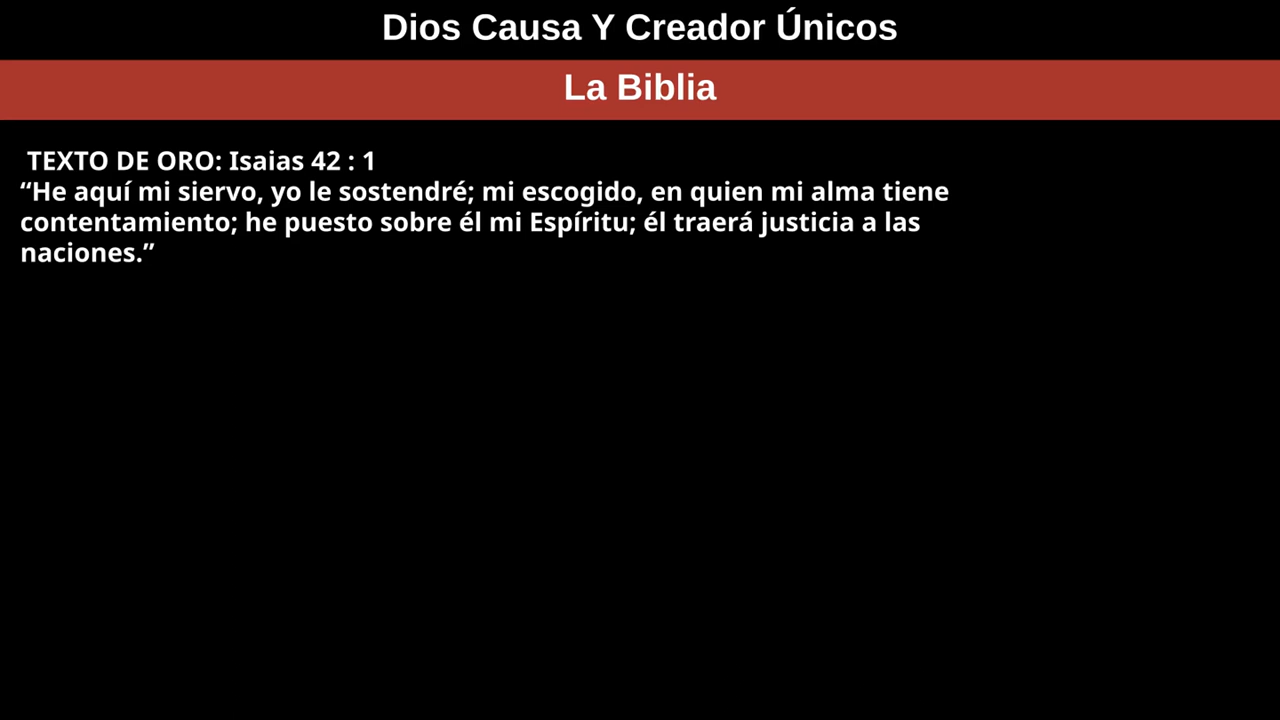 Dios Causa Y Creador Únicos
La Biblia
TEXTO DE ORO: Isaias 42 : 1
“He aquí mi siervo, yo le sostendré; mi escogido, en quien mi alma tiene
contentamiento; he puesto sobre él mi Espíritu; él traerá justicia a las
naciones.”